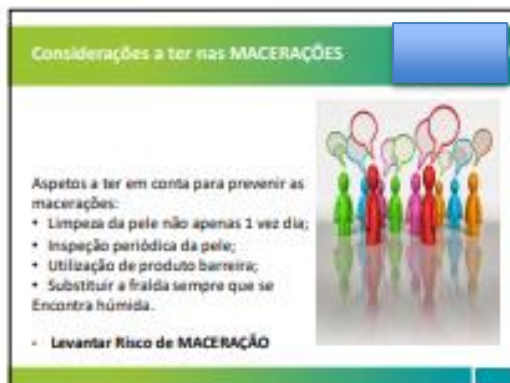 Considerações a ter nas MACERAÇÕES
Aspetos a ter em conta para prevenir as
macerações:
• Limpeza da pele não apenas 1 vez dia;
• Inspeção periódica da pele;
• Utilização de produto barreira;
• Substituir a fralda sempre que se
Encontra húmida.
- Levantar Risco de MACERAÇÃO